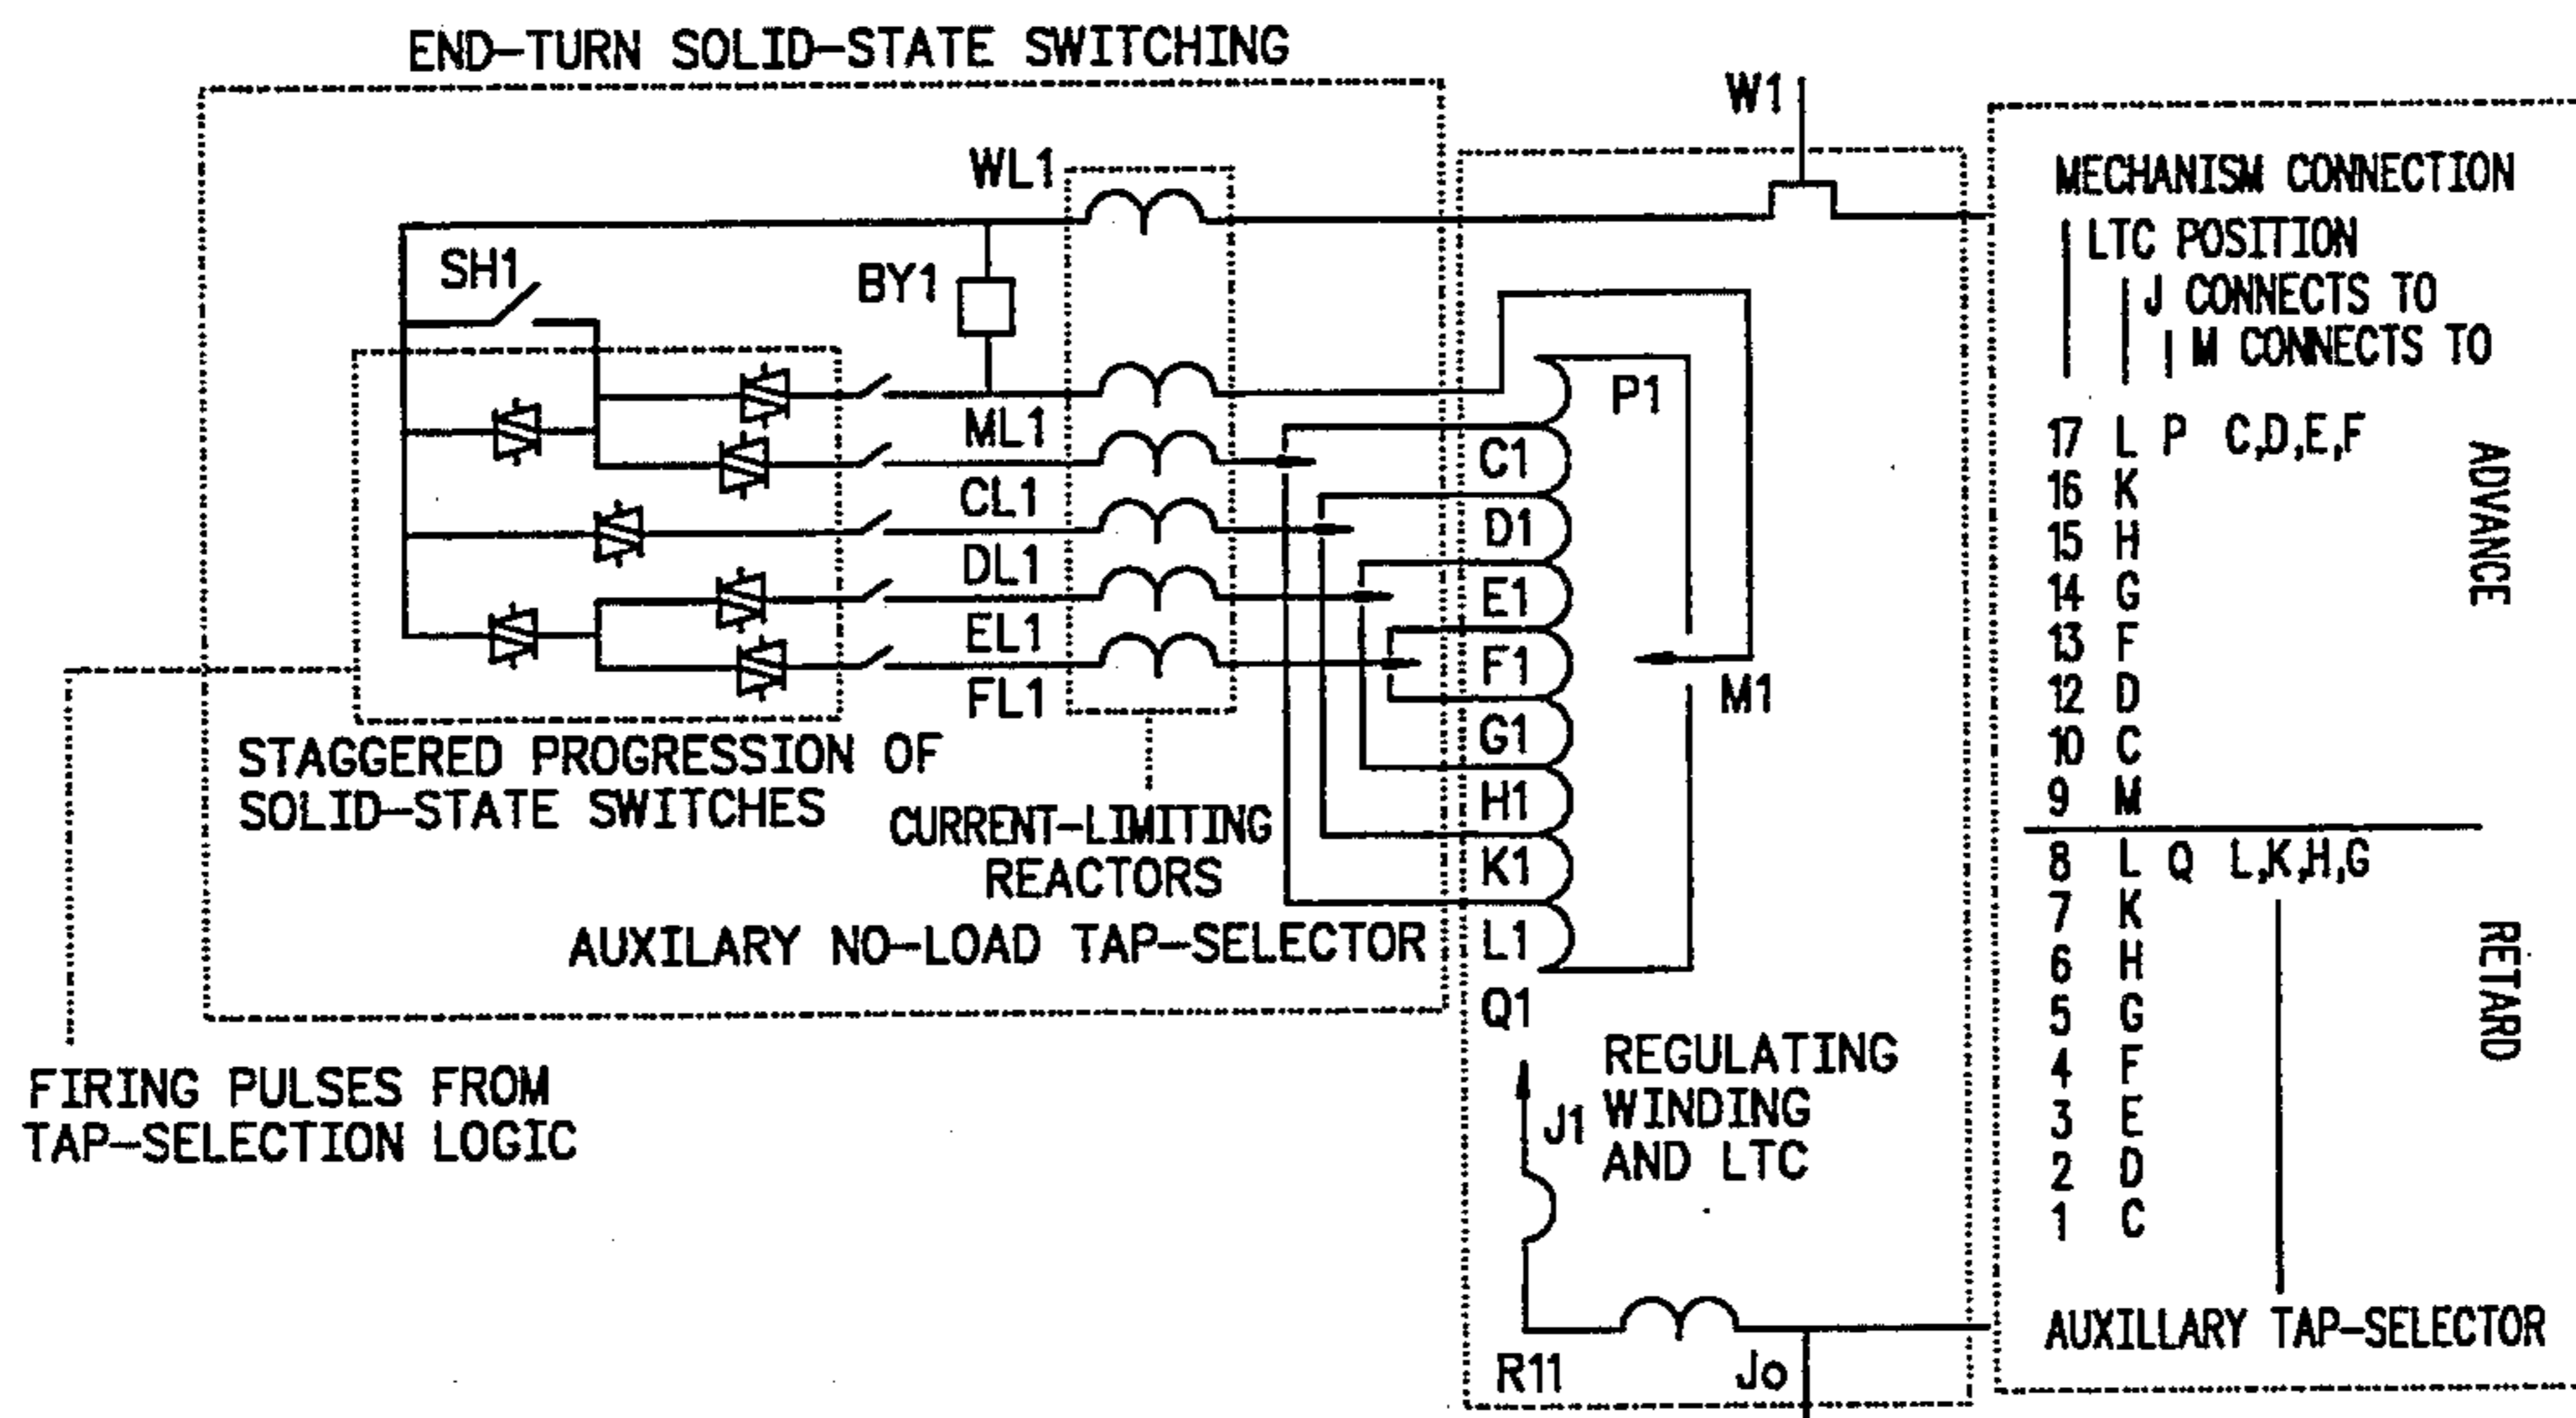 END-TURN SOLID-STATE SWITCHING
W1
WL1
SH1
BY1
ML1
CL1
DL1
EL1
FL1
P1
C1
D1
E1
F1
G1
H1
K1
L1
Q1
M1
STAGGERED PROGRESSION OF
SOLID-STATE SWITCHES
CURRENT-LIMITING
REACTORS
AUXILARY NO-LOAD TAP-SELECTOR
FIRING PULSES FROM
TAP-SELECTION LOGIC
J1
REGULATING
WINDING
AND LTC
R11
Jo
MECHANISM CONNECTION
LTC POSITION
J CONNECTS TO
M CONNECTS TO
17 L P C,D,E,F
16 K
15 H
14 G
13 F
12 D
10 C
9 M
ADVANCE
8 L Q L,K,H,G
7 K
6 H
5 G
4 F
3 E
2 D
1 C
RETARD
AUXILLARY TAP-SELECTOR